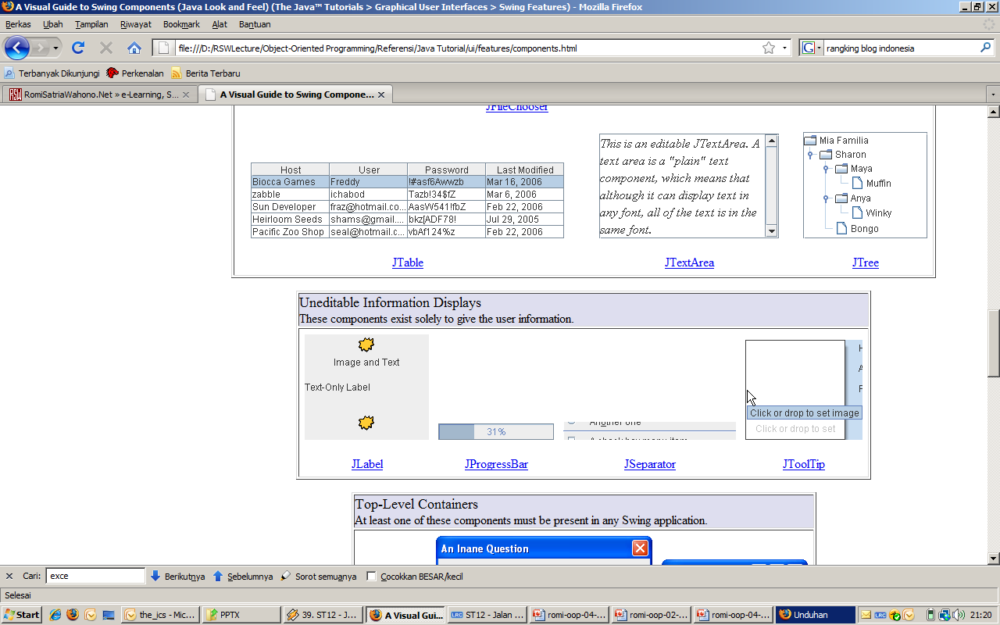 A Visual Guide to Swing Components (Java Look and Feel) (The Java™ Tutorials > Graphical User Interfaces > Swing Features) - Mozilla Firefox
Berkas Ubah Tampilan Riwayat Bookmark Alat Bantuan
file:///D:/RSWLecture/Object-Oriented Programming/Referensi/Java Tutorial/ui/features/components.html
G
rangking blog indonesia
Terbanyak Dikunjungi Perkenalan Berita Terbaru
RomiSatriaWahono.Net » e-Learning, S...
A Visual Guide to Swing Compone...
JFileChooser
Host User Password Last Modified
Biocca Games Freddy !#asf6Awwzb Mar 16, 2006
zabble ichabod Tazb!34$fZ Mar 6, 2006
Sun Developer fraz@hotmail.co... AasW541!fbZ Feb 22, 2006
Heirloom Seeds shams@gmail.... bkz[ADF78! Jul 29, 2005
Pacific Zoo Shop seal@hotmail.c... vbAf124%z Feb 22, 2006
JTable
This is an editable JTextArea. A
text area is a "plain" text
component, which means that
although it can display text in
any font, all of the text is in the
same font.
JTextArea
Mia Familia
Sharon
Maya
Muffin
Anya
Winky
Bongo
JTree
Uneditable Information Displays
These components exist solely to give the user information.
Image and Text
Text-Only Label
JLabel
31%
JProgressBar
Another one
A check box menu item
JSeparator
Click or drop to set image
Click or drop to set
JToolTip
Top-Level Containers
At least one of these components must be present in any Swing application.
An Inane Question
Cari: exce Berikutnya Sebelumnya Sorot semuanya Cocokkan BESAR/kecil
Selesai
Start the_ics - Mic... PPTX 39. ST12 - J... A Visual Gui... LRC ST12 - Jalan ... romi-oop-04-... romi-oop-02-... romi-oop-04-... Unduhan LRC 21:20